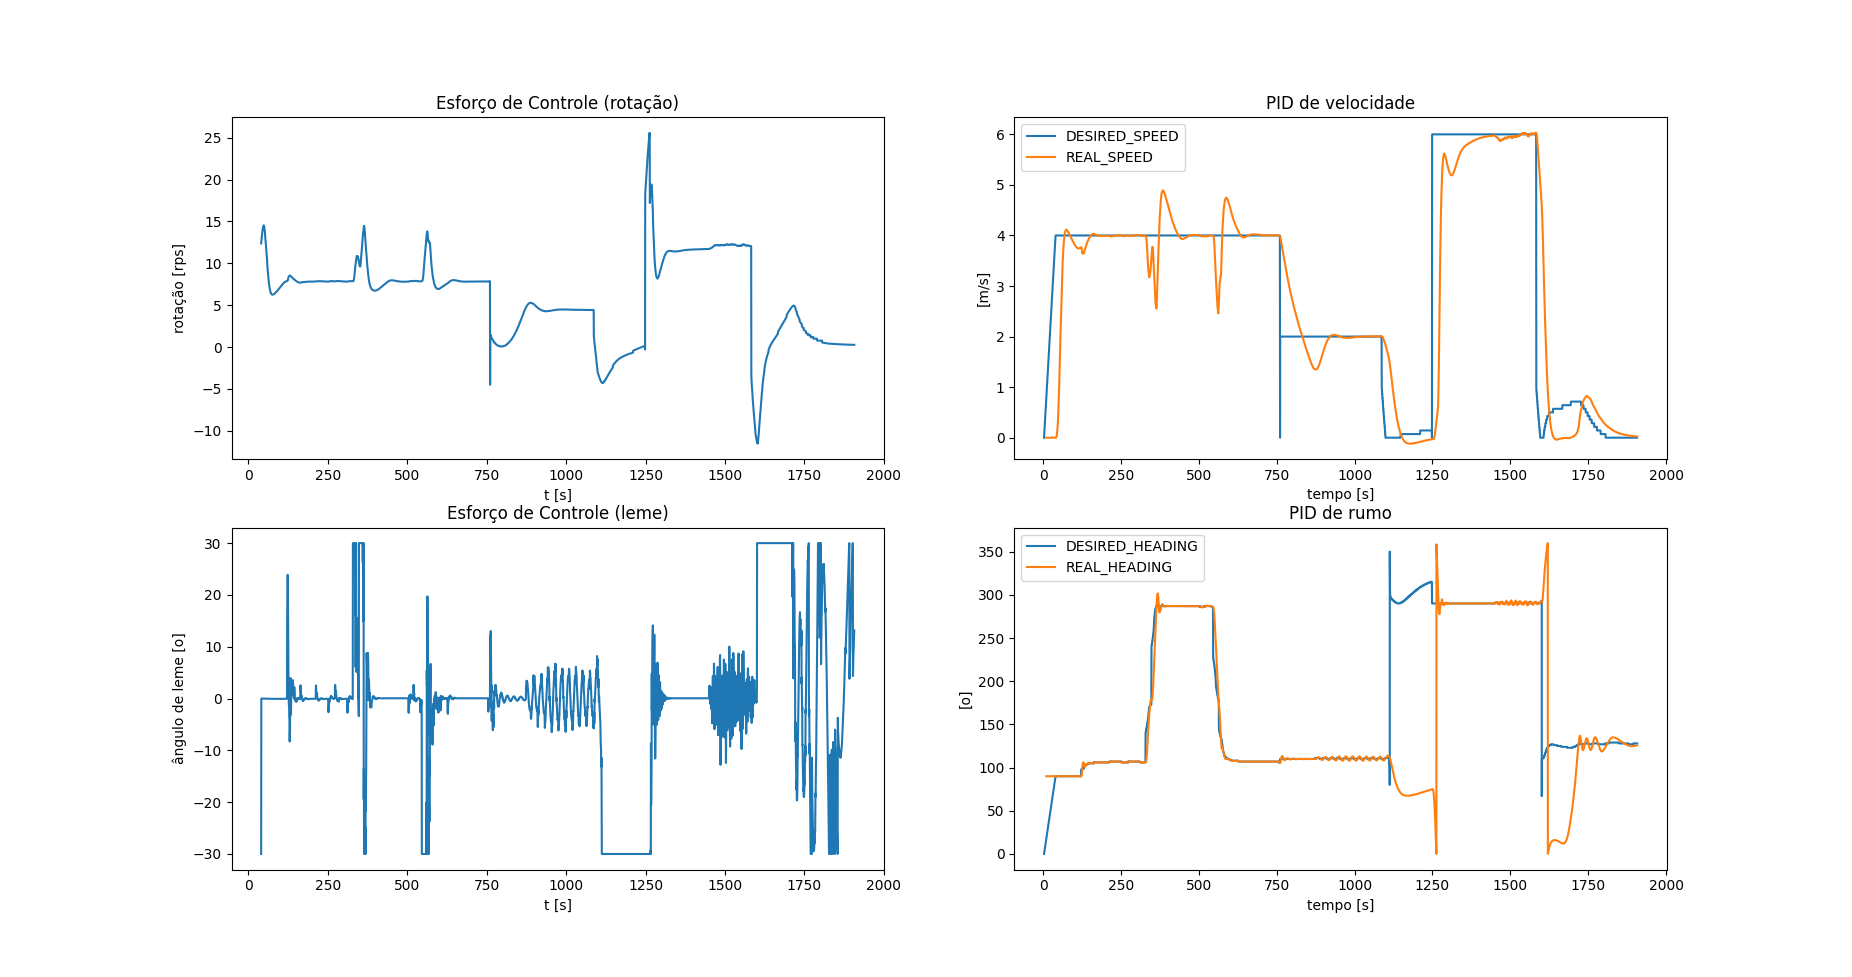 Esforço de Controle (rotação)
rotação [rps]
25
20
15
10
5
0
−5
−10
0 250 500 750 1000 1250 1500 1750 2000
t [s]
PID de velocidade
DESIRED_SPEED
REAL_SPEED
[m/s]
6
5
4
3
2
1
0
0 250 500 750 1000 1250 1500 1750 2000
tempo [s]
Esforço de Controle (leme)
ângulo de leme [o]
30
20
10
0
−10
−20
−30
0 250 500 750 1000 1250 1500 1750 2000
t [s]
PID de rumo
DESIRED_HEADING
REAL_HEADING
[o]
350
300
250
200
150
100
50
0
0 250 500 750 1000 1250 1500 1750 2000
tempo [s]